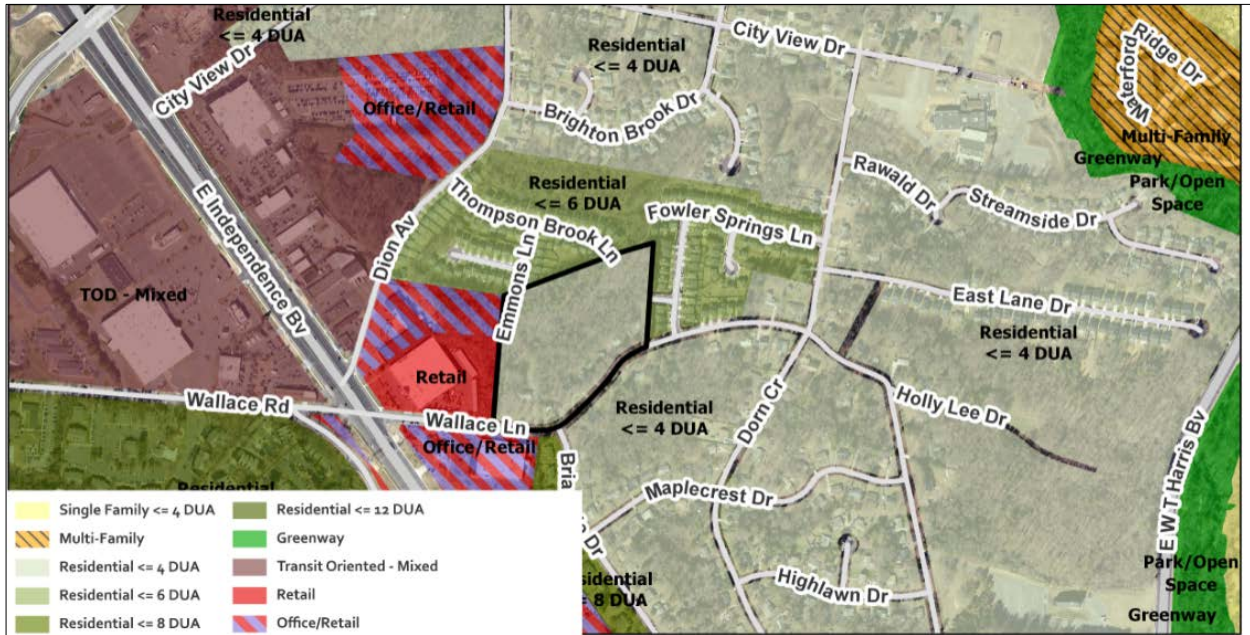 Residential
<= 4 DUA
City View Dr
Office/Retail
Residential
<= 4 DUA
Brighton Brook Dr
City View Dr
Ridge Dr
Waterford
Multi-Family
Greenway
Park/Open
Space
Rawald Dr
Streamside Dr
E Independence Bv
Dion Av
Thompson Brook Ln
Residential
<= 6 DUA
Fowler Springs Ln
Emmons Ln
TOD - Mixed
East Lane Dr
Residential
<= 4 DUA
Retail
Wallace Rd
Wallace Ln
Office/Retail
Residential
<= 4 DUA
Dorn Cr
Holly Lee Dr
Maplecrest Dr
Highlawn Dr
E W T Harris Bv
Park/Open
Space
Greenway
Residential
8 DUA
Single Family <= 4 DUA
Multi-Family
Residential <= 4 DUA
Residential <= 6 DUA
Residential <= 8 DUA
Residential <= 12 DUA
Greenway
Transit Oriented - Mixed
Retail
Office/Retail